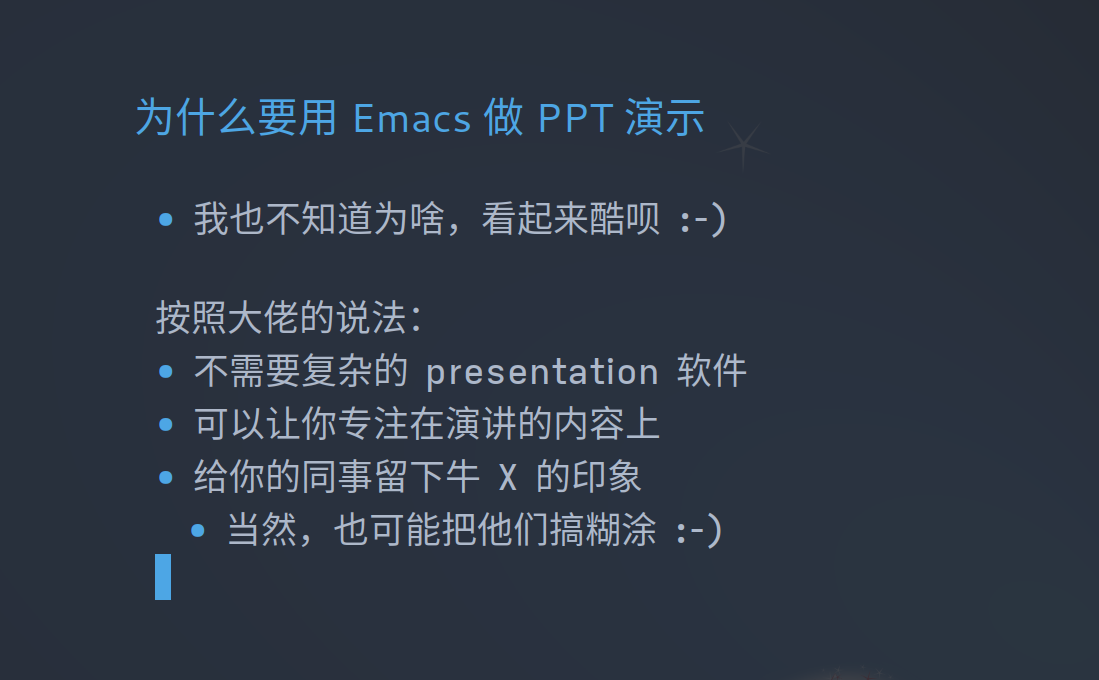 为什么要用 Emacs 做 PPT 演示
• 我也不知道为啥，看起来酷呗 :-)
按照大佬的说法：
• 不需要复杂的 presentation 软件
• 可以让你专注在演讲的内容上
• 给你的同事留下牛 X 的印象
• 当然，也可能把他们搞糊涂 :-)